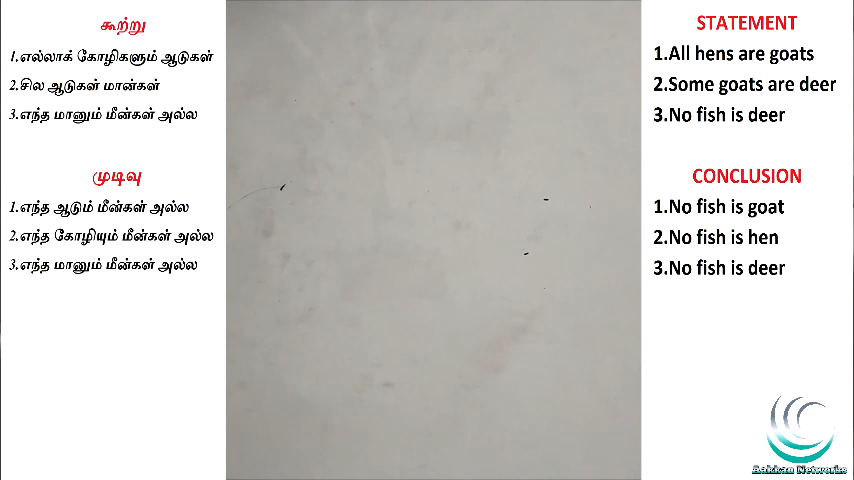 கூற்று
1.எல்லாக் கோழிகளும் ஆடுகள்
2.சில ஆடுகள் மான்கள்
3.எந்த மானும் மீன்கள் அல்ல
முடிவு
1.எந்த ஆடும் மீன்கள் அல்ல
2.எந்த கோழியும் மீன்கள் அல்ல
3.எந்த மானும் மீன்கள் அல்ல
STATEMENT
1.All hens are goats
2.Some goats are deer
3.No fish is deer
CONCLUSION
1.No fish is goat
2.No fish is hen
3.No fish is deer
Aakkan Networks